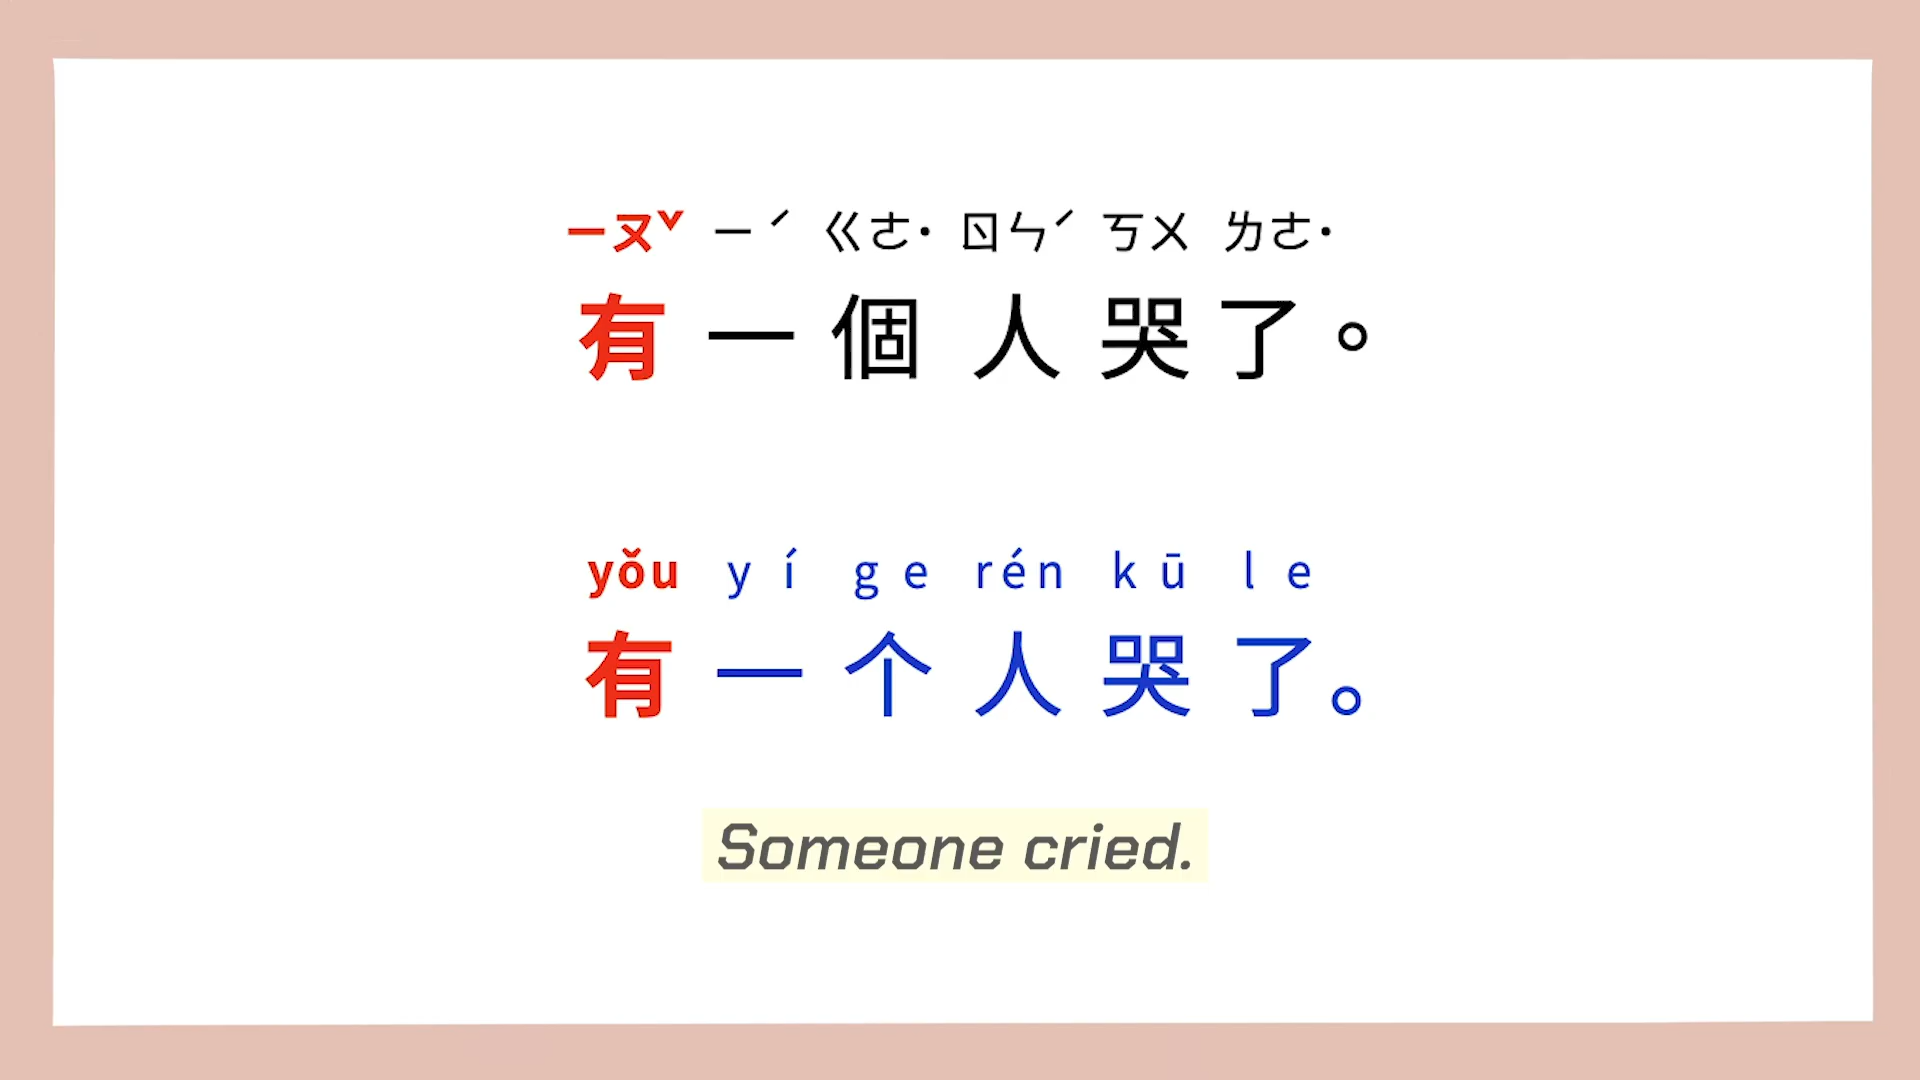 ㄧㄡˇ ㄧˊ ㄍㄜ˙ ㄖㄣˊ ㄎㄨ ㄌㄜ˙
有一個人哭了。
yǒu yí ge rén kū le
有一个人哭了。
Someone cried.